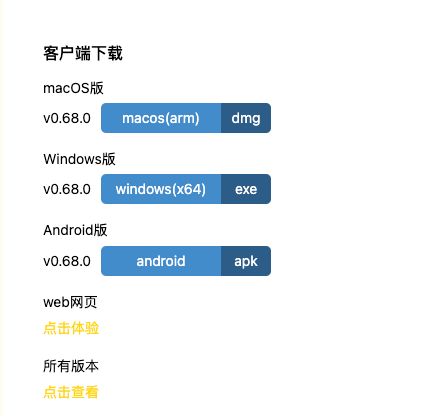 客户端下载
macOS版
v0.68.0 macos(arm) dmg
Windows版
v0.68.0 windows(x64) exe
Android版
v0.68.0 android apk
web网页
点击体验
所有版本
点击查看